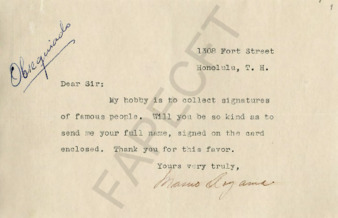 Obsequiado
1308 Fort Street
Honolulu, T. H.
Dear Sir;
My hobby is to collect signatures
of famous people. Will you be so kind as to
send me your full name, signed on the card
enclosed. Thank you for this favor.
Yours very truly,
FAPECFT